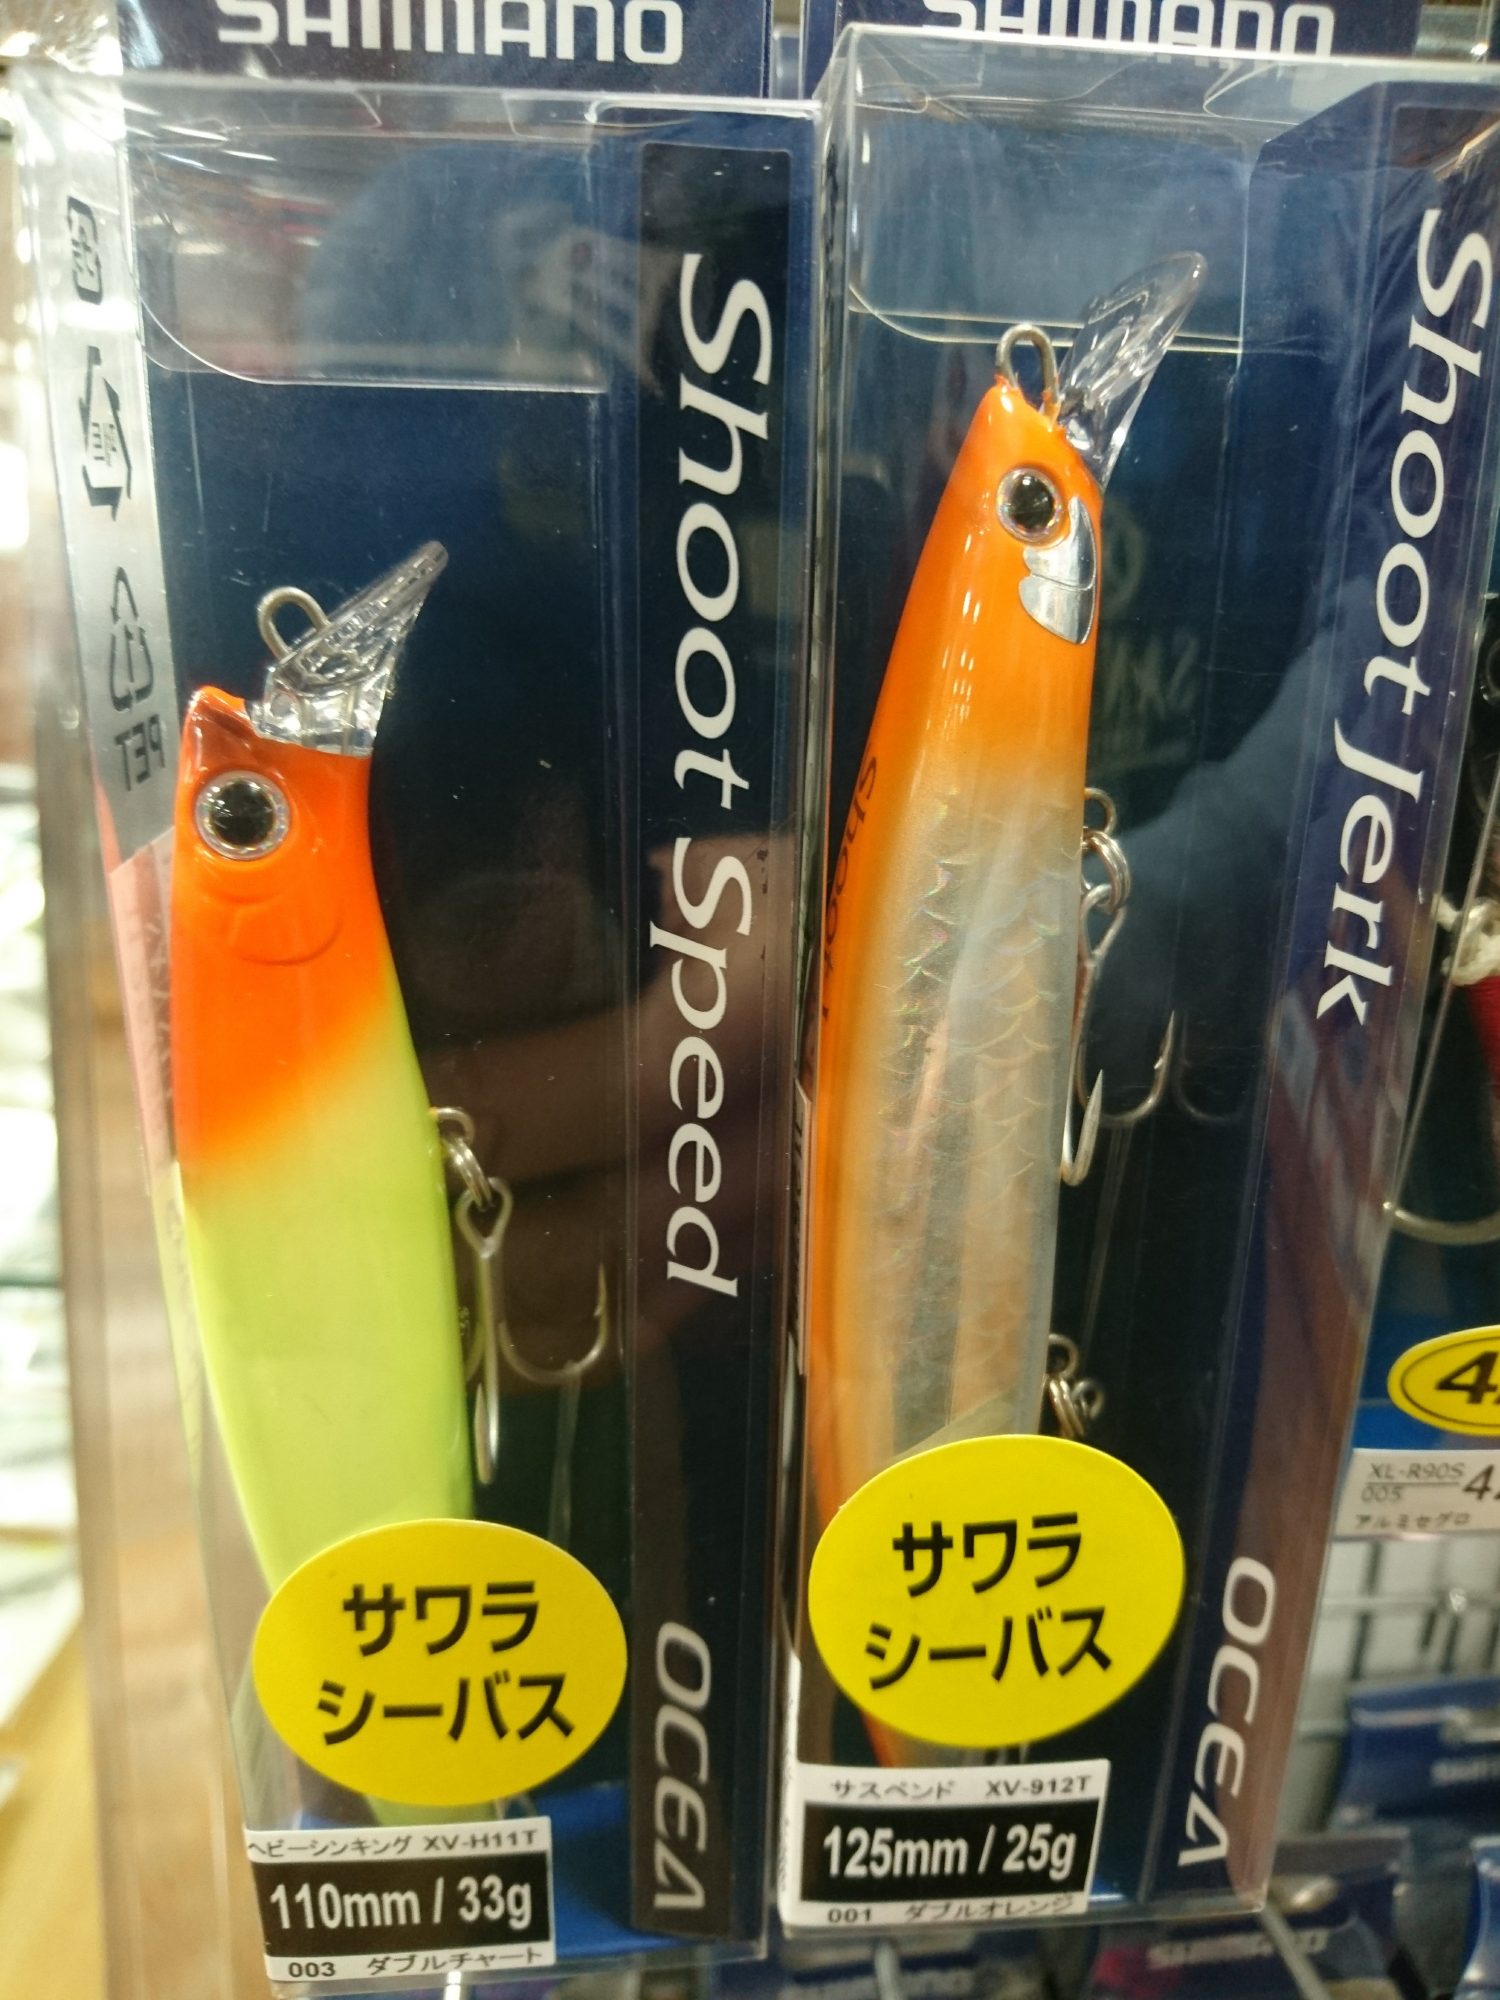 SHIMANO
SHIMANO
PET
Shoot Speed
OCEA
サワラ
シーバス
ヘビーシンキング XV-H11T
110mm / 33g
003 ダブルチャート
Shoot Jerk
OCEA
Shoot
サワラ
シーバス
サスペンド XV-912T
125mm / 25g
001 ダブルオレンジ
XL-R90S
005
アルミセグロ